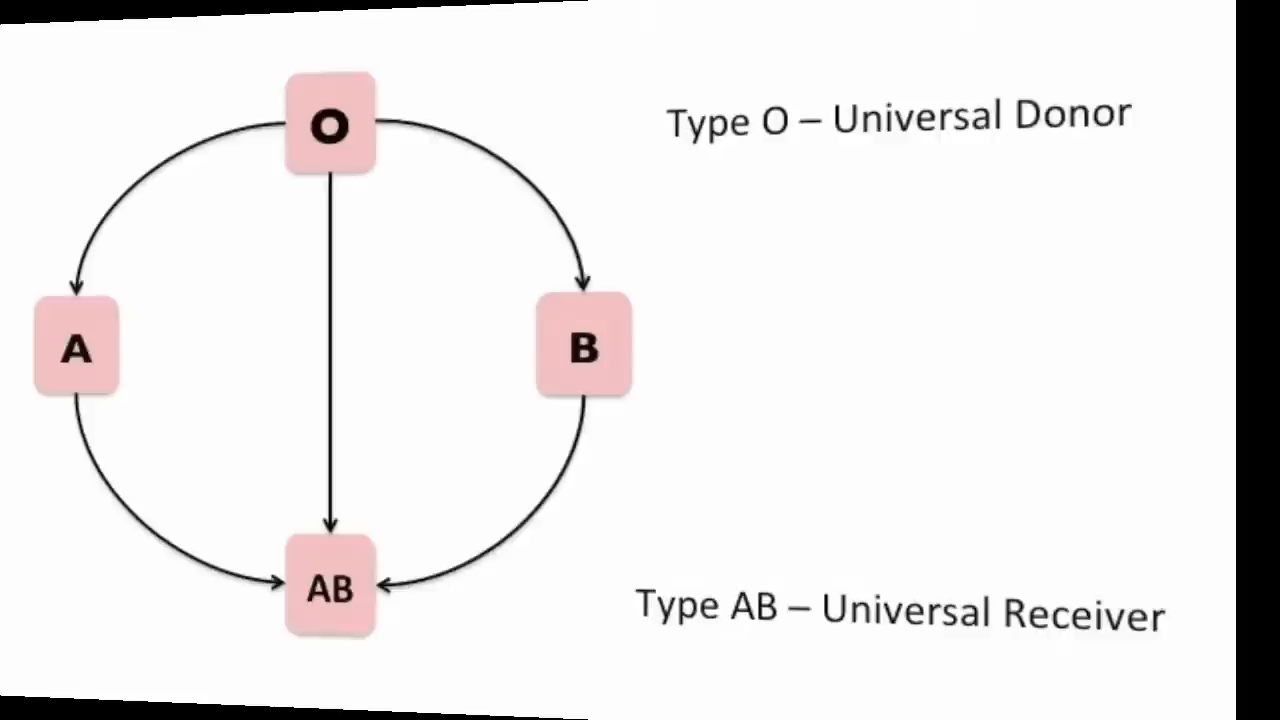 O
Type O – Universal Donor
A
B
AB
Type AB – Universal Receiver